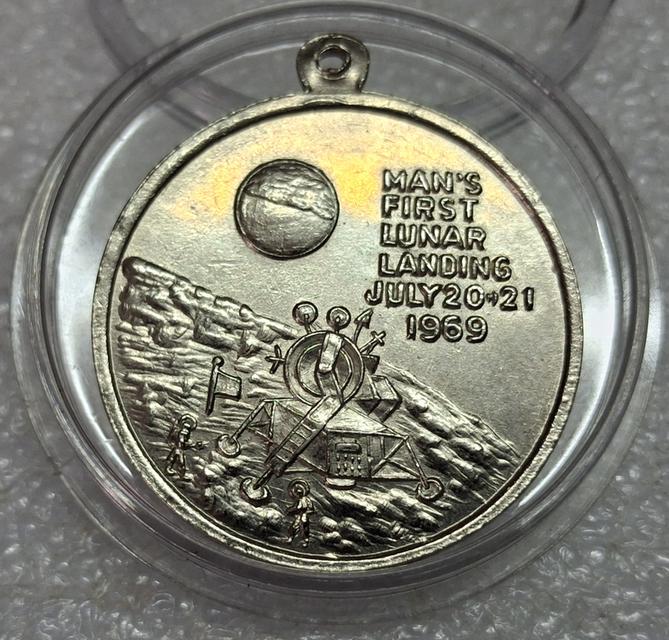 MAN'S
FIRST
LUNAR
LANDING
JULY 20-21
1969